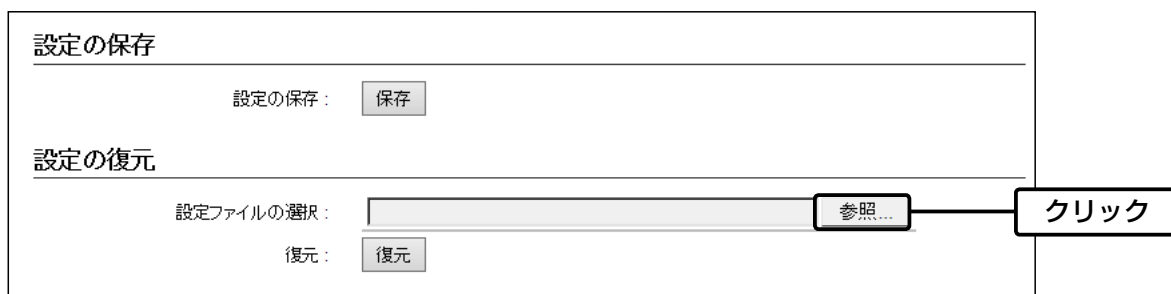 設定の保存
設定の保存 : 保存
設定の復元
設定ファイルの選択 : 参照...
クリック
復元 : 復元